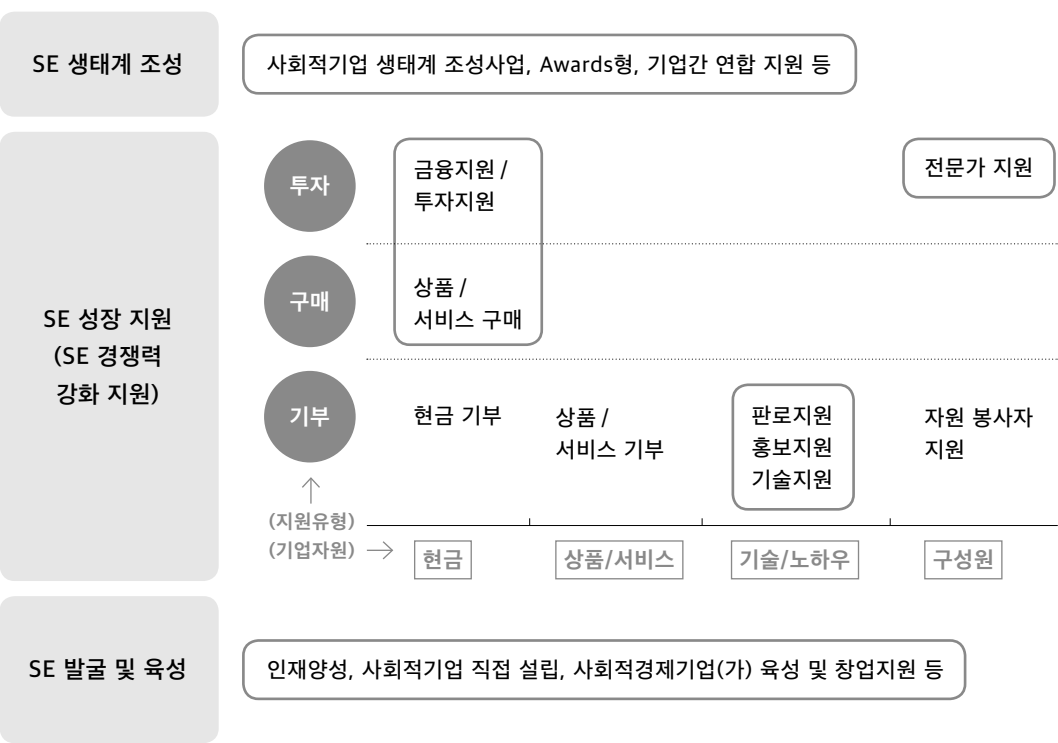 SE 생태계 조성
사회적기업 생태계 조성사업, Awards형, 기업간 연합 지원 등
SE 성장 지원
(SE 경쟁력
강화 지원)
투자
금융지원 /
투자지원
전문가 지원
구매
상품 /
서비스 구매
기부
현금 기부
상품 /
서비스 기부
판로지원
홍보지원
기술지원
자원 봉사자
지원
(지원유형)
(기업자원)
현금
상품/서비스
기술/노하우
구성원
SE 발굴 및 육성
인재양성, 사회적기업 직접 설립, 사회적경제기업(가) 육성 및 창업지원 등